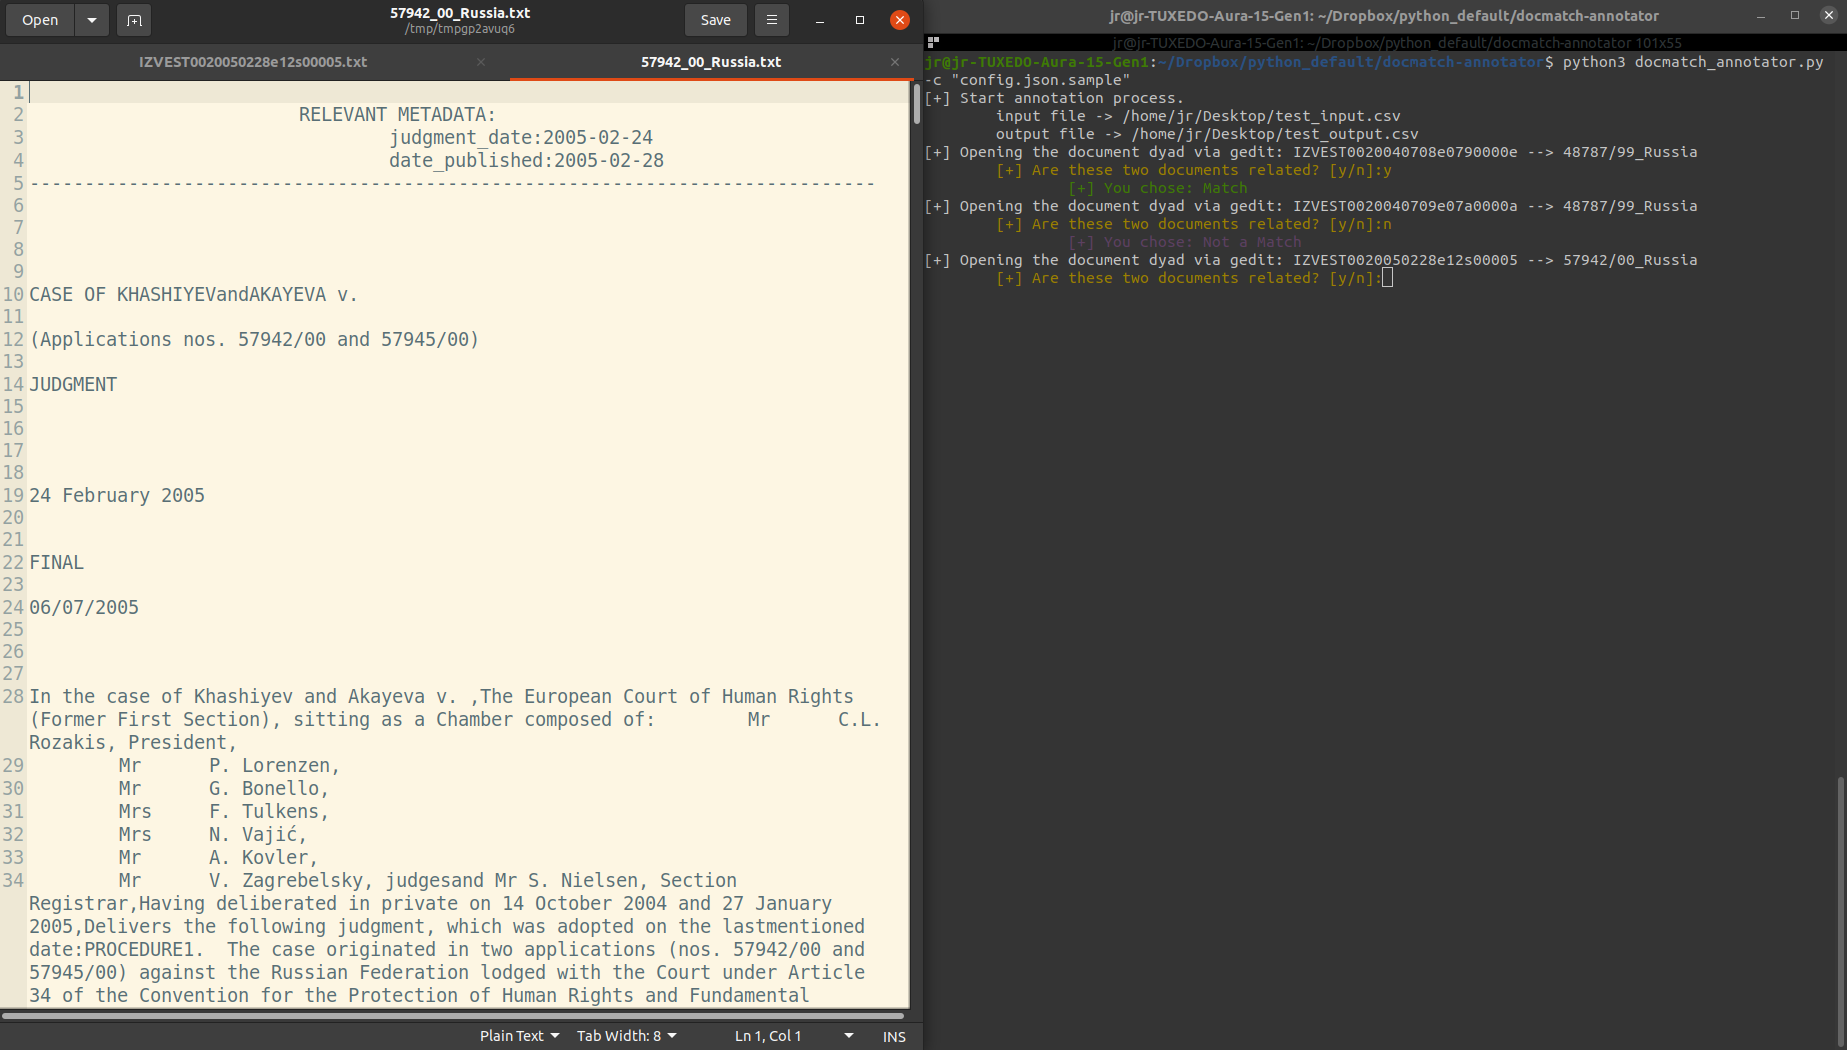 Open
57942_00_Russia.txt
/tmp/tmpgp2avuq6
Save
IZVEST0020050228e12s00005.txt
57942_00_Russia.txt
1
2 RELEVANT METADATA:
3 judgment_date:2005-02-24
4 date_published:2005-02-28
5 -----------------------------------------------------------------------------
6
7
8
9
10 CASE OF KHASHIYEVandAKAYEVA v.
11
12 (Applications nos. 57942/00 and 57945/00)
13
14 JUDGMENT
15
16
17
18
19 24 February 2005
20
21
22 FINAL
23
24 06/07/2005
25
26
27
28 In the case of Khashiyev and Akayeva v. ,The European Court of Human Rights
(Former First Section), sitting as a Chamber composed of: Mr C.L.
Rozakis, President,
29 Mr P. Lorenzen,
30 Mr G. Bonello,
31 Mrs F. Tulkens,
32 Mrs N. Vajić,
33 Mr A. Kovler,
34 Mr V. Zagrebelsky, judgesand Mr S. Nielsen, Section
Registrar,Having deliberated in private on 14 October 2004 and 27 January
2005,Delivers the following judgment, which was adopted on the lastmentioned
date:PROCEDURE1. The case originated in two applications (nos. 57942/00 and
57945/00) against the Russian Federation lodged with the Court under Article
34 of the Convention for the Protection of Human Rights and Fundamental
Plain Text Tab Width: 8 Ln 1, Col 1 INS
jr@jr-TUXEDO-Aura-15-Gen1: ~/Dropbox/python_default/docmatch-annotator
jr@jr-TUXEDO-Aura-15-Gen1: ~/Dropbox/python_default/docmatch-annotator 101x55
jr@jr-TUXEDO-Aura-15-Gen1:~/Dropbox/python_default/docmatch-annotator$ python3 docmatch_annotator.py
-c "config.json.sample"
[+] Start annotation process.
input file -> /home/jr/Desktop/test_input.csv
output file -> /home/jr/Desktop/test_output.csv
[+] Opening the document dyad via gedit: IZVEST0020040708e0790000e --> 48787/99_Russia
[+] Are these two documents related? [y/n]:y
[+] You chose: Match
[+] Opening the document dyad via gedit: IZVEST0020040709e07a0000a --> 48787/99_Russia
[+] Are these two documents related? [y/n]:n
[+] You chose: Not a Match
[+] Opening the document dyad via gedit: IZVEST0020050228e12s00005 --> 57942/00_Russia
[+] Are these two documents related? [y/n]: